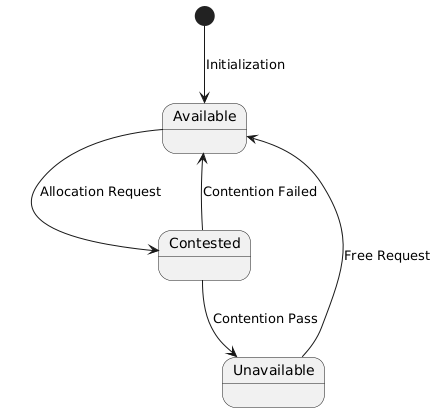 Initialization
Available
Allocation Request
Contention Failed
Contested
Free Request
Contention Pass
Unavailable